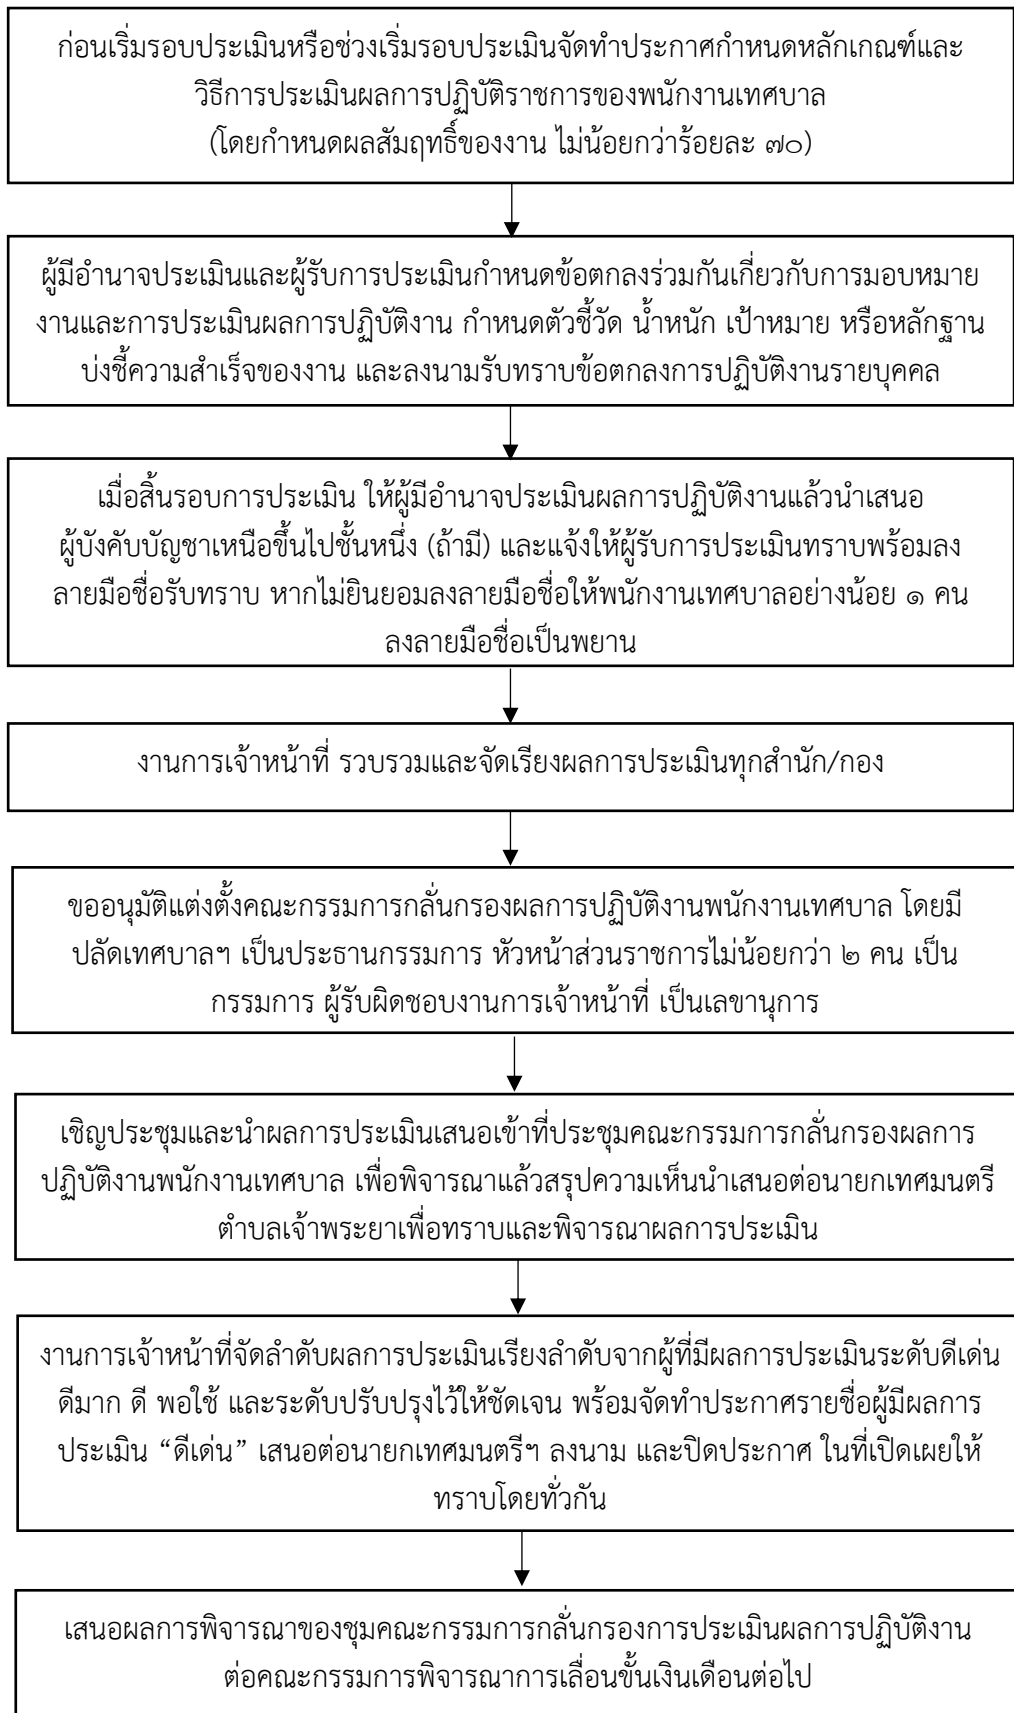 ก่อนเริ่มรอบประเมินหรือช่วงเริ่มรอบประเมินจัดทำประกาศกำหนดหลักเกณฑ์และ
วิธีการประเมินผลการปฏิบัติราชการของพนักงานเทศบาล
(โดยกำหนดผลสัมฤทธิ์ของงาน ไม่น้อยกว่าร้อยละ ๗๐)
ผู้มีอำนาจประเมินและผู้รับการประเมินกำหนดข้อตกลงร่วมกันเกี่ยวกับการมอบหมาย
งานและการประเมินผลการปฏิบัติงาน กำหนดตัวชี้วัด น้ำหนัก เป้าหมาย หรือหลักฐาน
บ่งชี้ความสำเร็จของงาน และลงนามรับทราบข้อตกลงการปฏิบัติงานรายบุคคล
เมื่อสิ้นรอบการประเมิน ให้ผู้มีอำนาจประเมินผลการปฏิบัติงานแล้วนำเสนอ
ผู้บังคับบัญชาเหนือขึ้นไปชั้นหนึ่ง (ถ้ามี) และแจ้งให้ผู้รับการประเมินทราบพร้อมลง
ลายมือชื่อรับทราบ หากไม่ยินยอมลงลายมือชื่อให้พนักงานเทศบาลอย่างน้อย ๑ คน
ลงลายมือชื่อเป็นพยาน
งานการเจ้าหน้าที่ รวบรวมและจัดเรียงผลการประเมินทุกสำนัก/กอง
ขออนุมัติแต่งตั้งคณะกรรมการกลั่นกรองผลการปฏิบัติงานพนักงานเทศบาล โดยมี
ปลัดเทศบาลฯ เป็นประธานกรรมการ หัวหน้าส่วนราชการไม่น้อยกว่า ๒ คน เป็น
กรรมการ ผู้รับผิดชอบงานการเจ้าหน้าที่ เป็นเลขานุการ
เชิญประชุมและนำผลการประเมินเสนอเข้าที่ประชุมคณะกรรมการกลั่นกรองผลการ
ปฏิบัติงานพนักงานเทศบาล เพื่อพิจารณาแล้วสรุปความเห็นนำเสนอต่อนายกเทศมนตรี
ตำบลเจ้าพระยาเพื่อทราบและพิจารณาผลการประเมิน
งานการเจ้าหน้าที่จัดลำดับผลการประเมินเรียงลำดับจากผู้ที่มีผลการประเมินระดับดีเด่น
ดีมาก ดี พอใช้ และระดับปรับปรุงไว้ให้ชัดเจน พร้อมจัดทำประกาศรายชื่อผู้มีผลการ
ประเมิน “ดีเด่น” เสนอต่อนายกเทศมนตรีฯ ลงนาม และปิดประกาศ ในที่เปิดเผยให้
ทราบโดยทั่วกัน
เสนอผลการพิจารณาของชุมคณะกรรมการกลั่นกรองการประเมินผลการปฏิบัติงาน
ต่อคณะกรรมการพิจารณาการเลื่อนขั้นเงินเดือนต่อไป